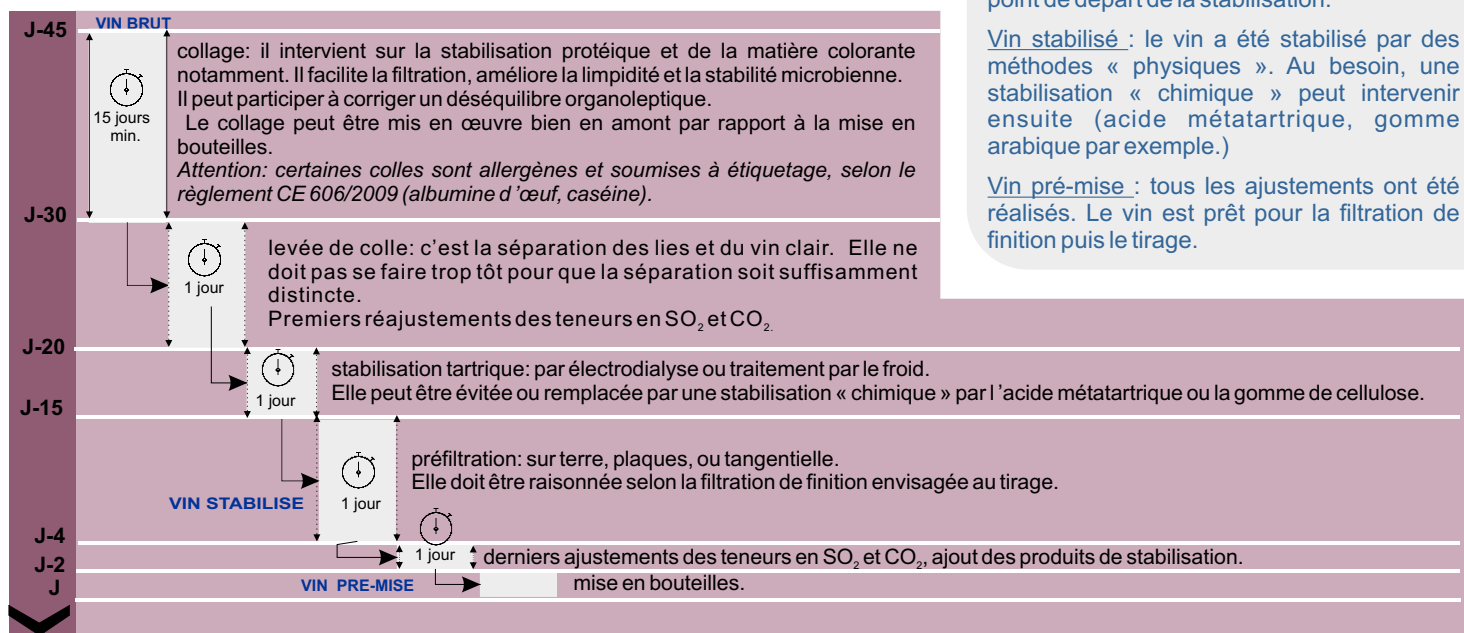 J-45
VIN BRUT
15 jours
min.
collage: il intervient sur la stabilisation protéique et de la matière colorante
notamment. Il facilite la filtration, améliore la limpidité et la stabilité microbienne.
Il peut participer à corriger un déséquilibre organoleptique.
Le collage peut être mis en œuvre bien en amont par rapport à la mise en
bouteilles.
Attention: certaines colles sont allergènes et soumises à étiquetage, selon le
règlement CE 606/2009 (albumine d 'œuf, caséine).
point de départ de la stabilisation.
Vin stabilisé : le vin a été stabilisé par des
méthodes « physiques ». Au besoin, une
stabilisation « chimique » peut intervenir
ensuite (acide métatartrique, gomme
arabique par exemple.)
Vin pré-mise : tous les ajustements ont été
réalisés. Le vin est prêt pour la filtration de
finition puis le tirage.
J-30
1 jour
levée de colle: c'est la séparation des lies et du vin clair. Elle ne
doit pas se faire trop tôt pour que la séparation soit suffisamment
distincte.
Premiers réajustements des teneurs en SO₂ et CO₂.
J-20
1 jour
stabilisation tartrique: par électrodialyse ou traitement par le froid.
Elle peut être évitée ou remplacée par une stabilisation « chimique » par l 'acide métatartrique ou la gomme de cellulose.
J-15
1 jour
préfiltration: sur terre, plaques, ou tangentielle.
Elle doit être raisonnée selon la filtration de finition envisagée au tirage.
VIN STABILISE
J-4
1 jour
derniers ajustements des teneurs en SO₂ et CO₂, ajout des produits de stabilisation.
J-2
J
VIN PRE-MISE
mise en bouteilles.